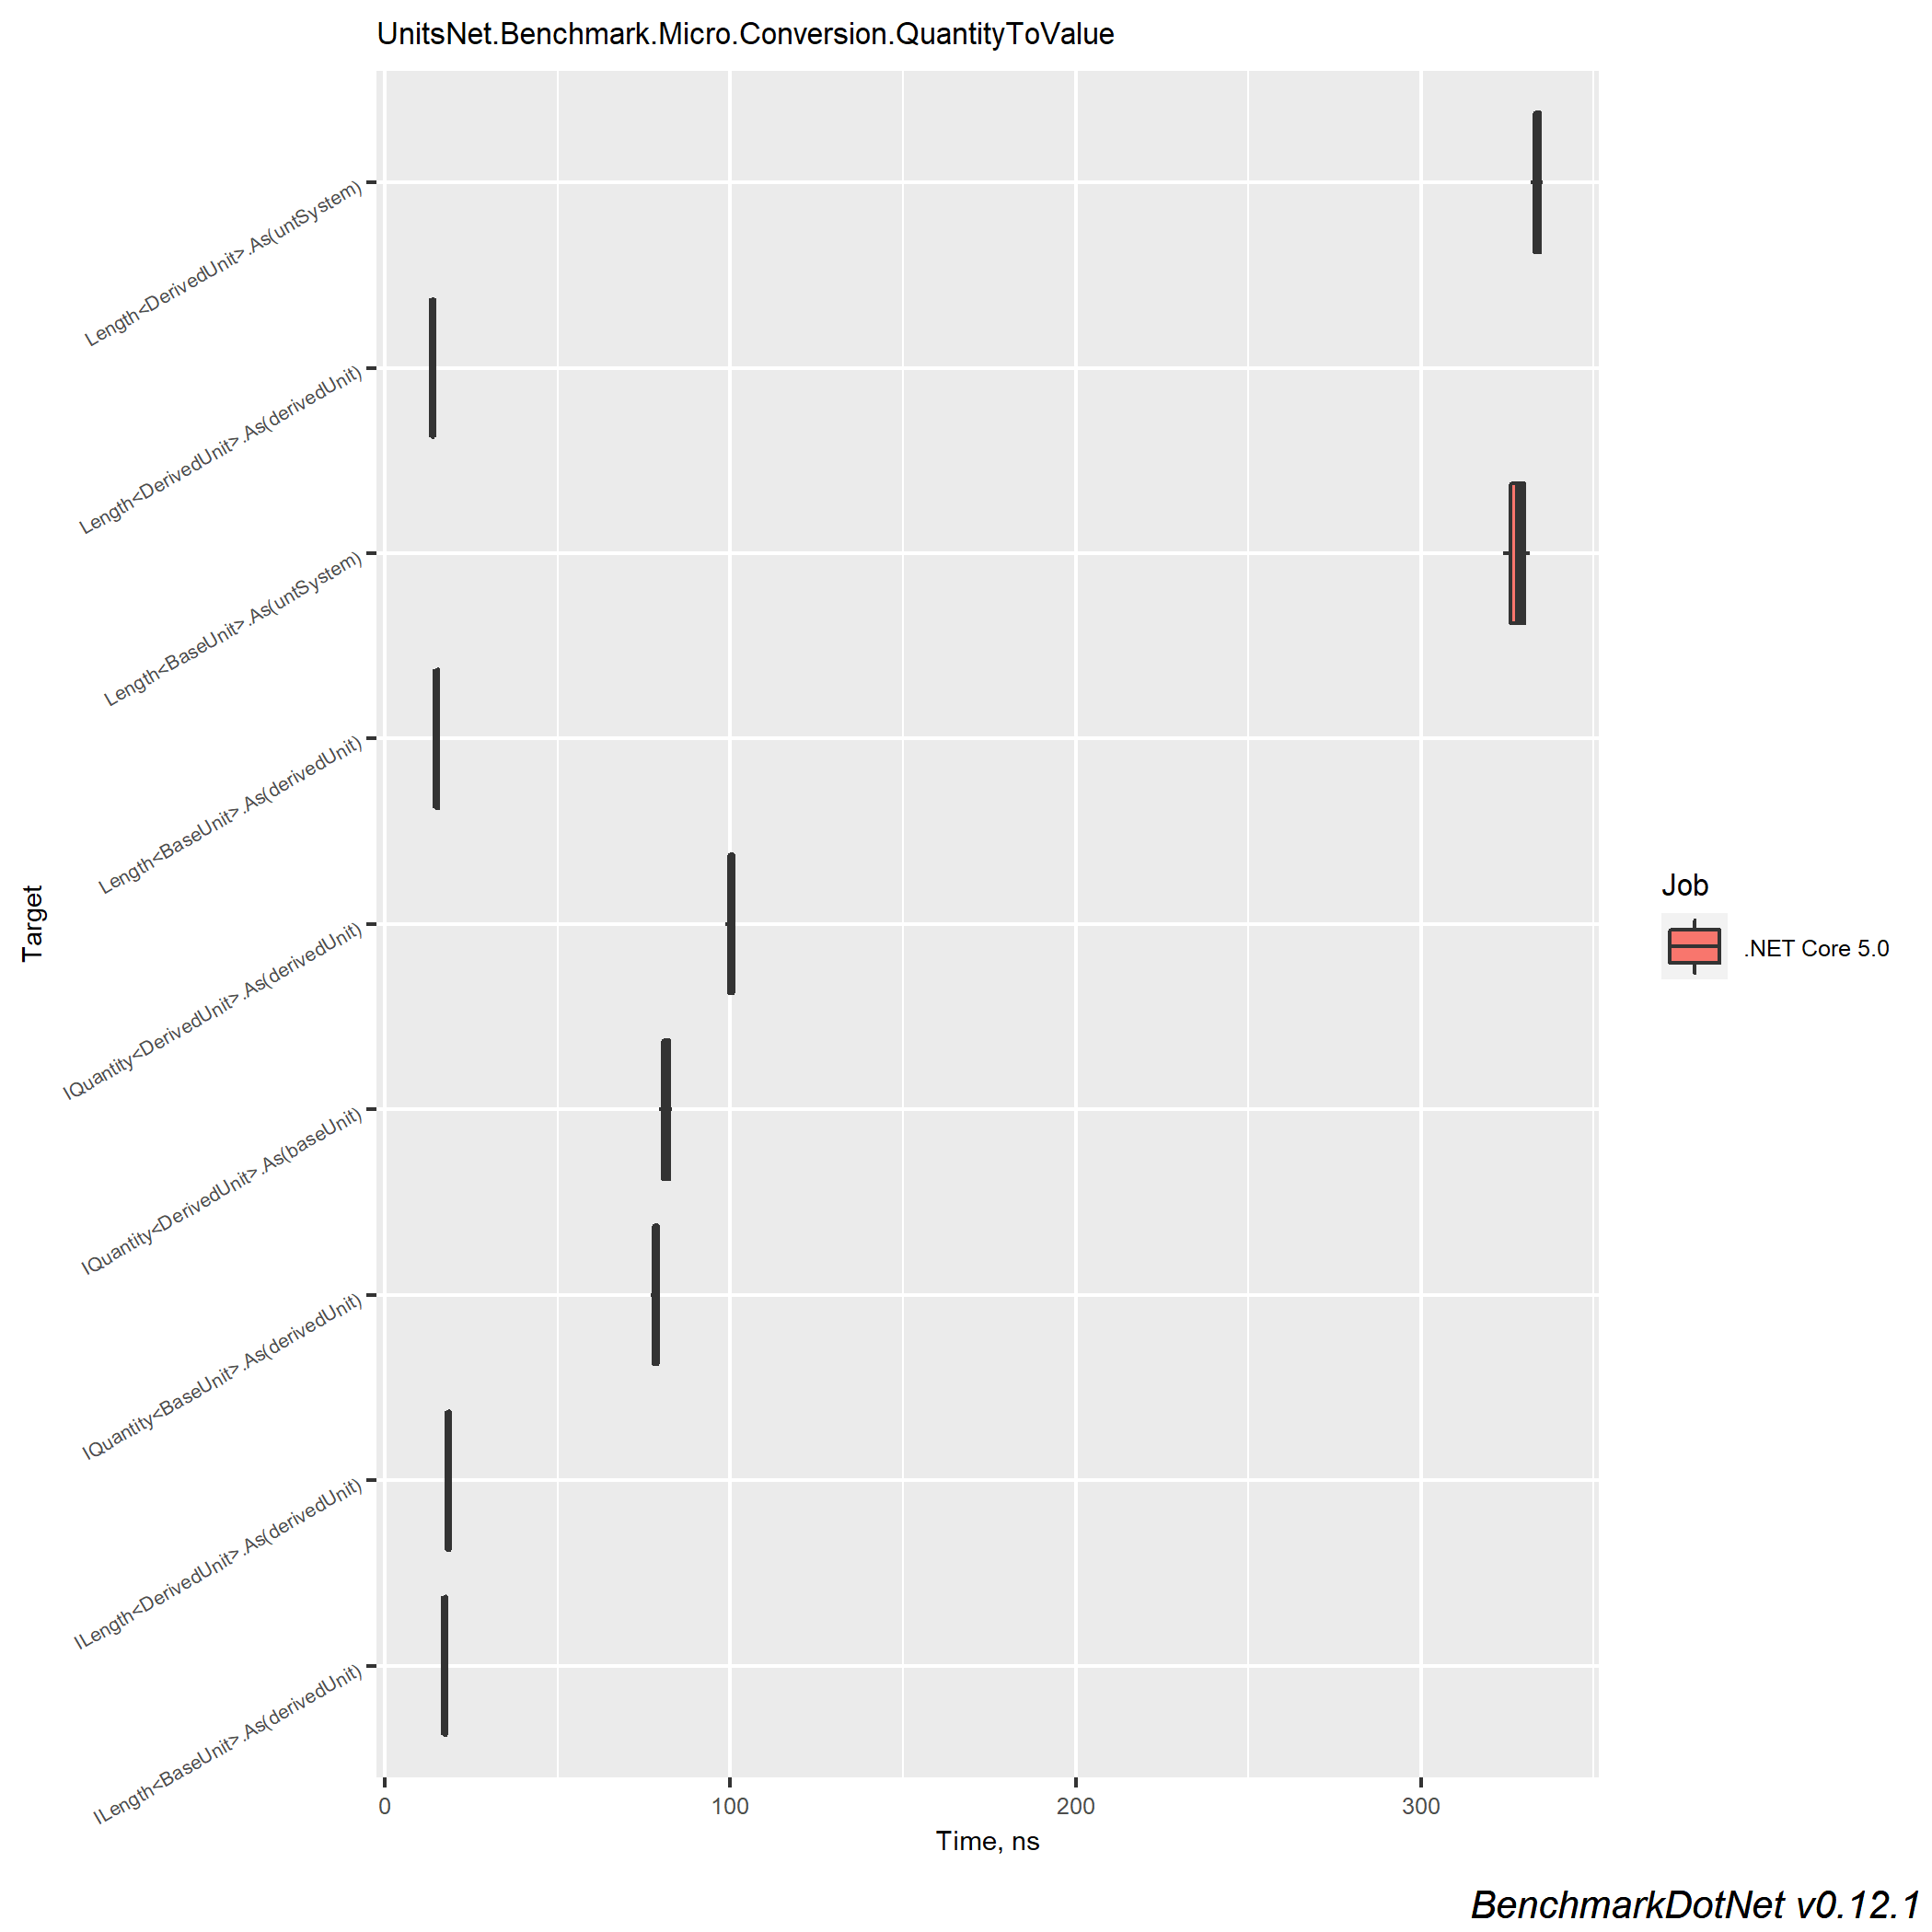 UnitsNet.Benchmark.Micro.Conversion.QuantityToValue
Length<DerivedUnit>.As(untSystem)
Length<DerivedUnit>.As(derivedUnit)
Length<BaseUnit>.As(untSystem)
Length<BaseUnit>.As(derivedUnit)
IQuantity<DerivedUnit>.As(derivedUnit)
IQuantity<DerivedUnit>.As(baseUnit)
IQuantity<BaseUnit>.As(derivedUnit)
ILength<DerivedUnit>.As(derivedUnit)
ILength<BaseUnit>.As(derivedUnit)
Target
0 100 200 300
Time, ns
Job
.NET Core 5.0
BenchmarkDotNet v0.12.1